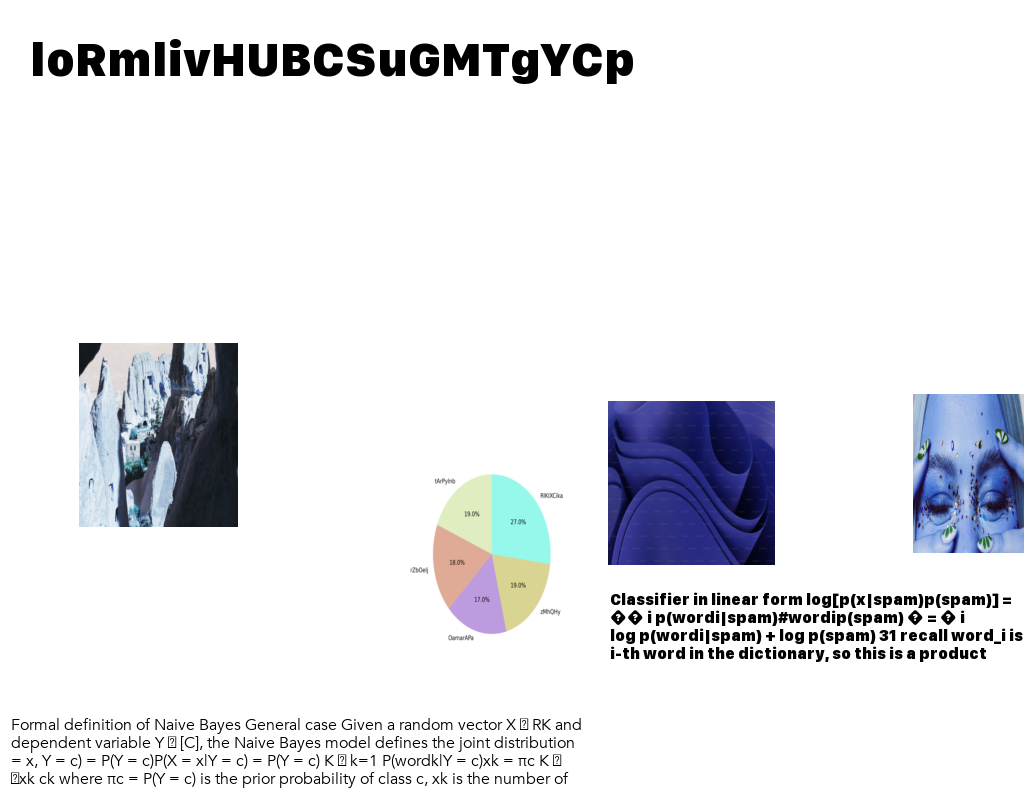 loRmlivHUBCSuGMTgYCp
tArPyInb
RlKlXCika
19.0%
27.0%
rZbOelj
18.0%
19.0%
17.0%
zMhQHy
OamarAPa
Classifier in linear form log[p(x|spam)p(spam)] =
�� i p(wordi|spam)#wordip(spam) � = � i
log p(wordi|spam) + log p(spam) 31 recall word_i is
i-th word in the dictionary, so this is a product
Formal definition of Naive Bayes General case Given a random vector X � RK and
dependent variable Y � [C], the Naive Bayes model defines the joint distribution
= x, Y = c) = P(Y = c)P(X = x|Y = c) = P(Y = c) K � k=1 P(wordk|Y = c)xk = πc K �
�xk ck where πc = P(Y = c) is the prior probability of class c, xk is the number of